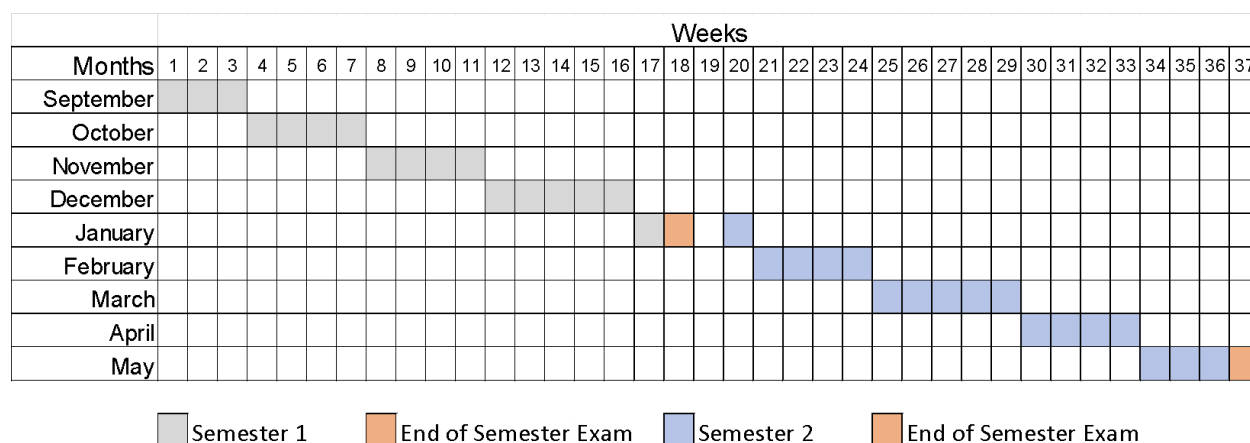 Weeks
Months 1 2 3 4 5 6 7 8 9 10 11 12 13 14 15 16 17 18 19 20 21 22 23 24 25 26 27 28 29 30 31 32 33 34 35 36 37
September
October
November
December
January
February
March
April
May
Semester 1 End of Semester Exam Semester 2 End of Semester Exam